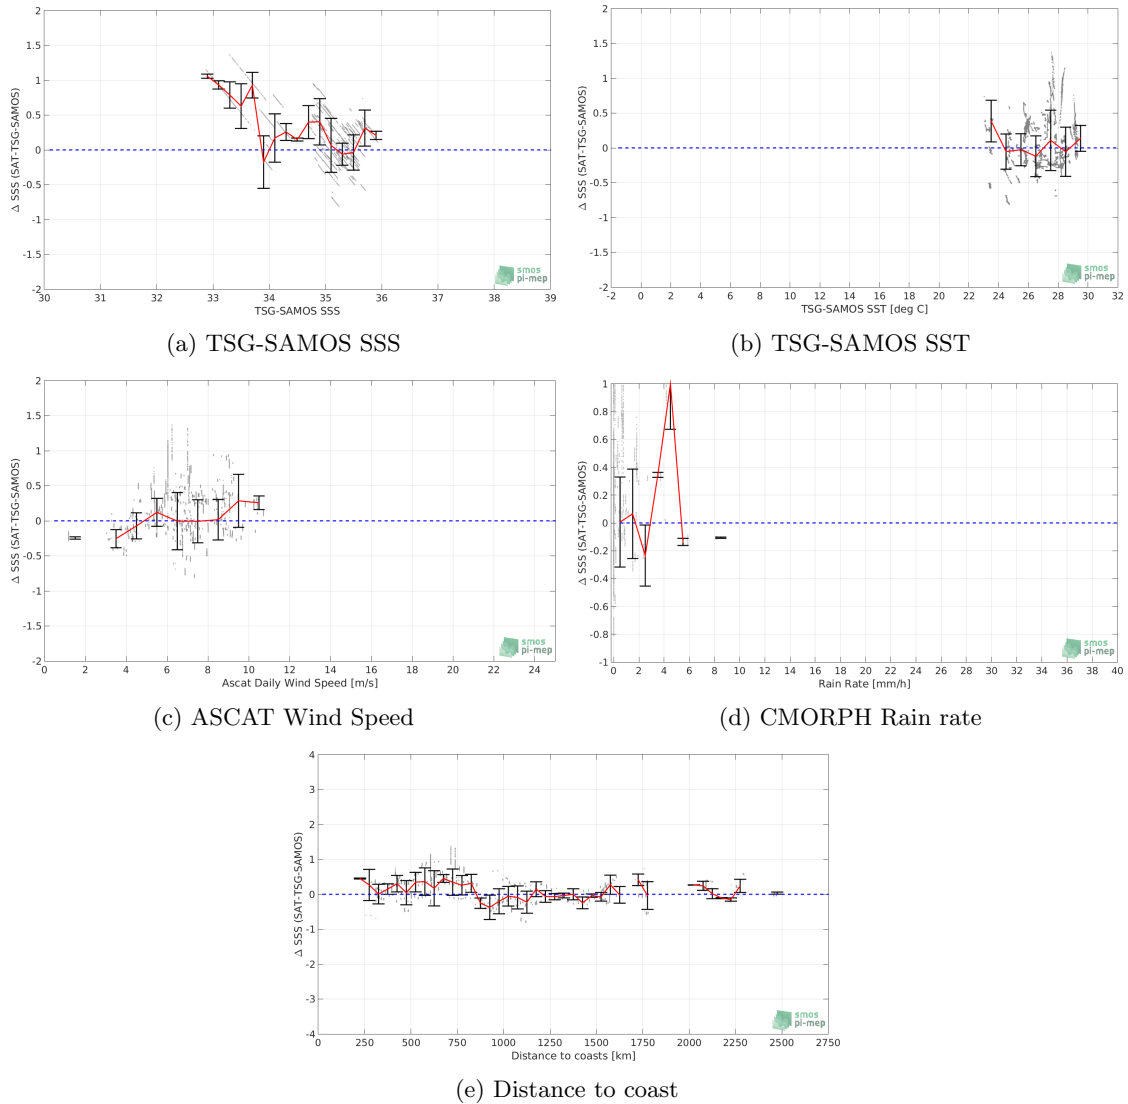 2
1.5
1
0.5
0
-0.5
-1
-1.5
-2
Δ SSS (SAT-TSG-SAMOS)
30 31 32 33 34 35 36 37 38 39
TSG-SAMOS SSS
smos
pi-mep
(a) TSG-SAMOS SSS
2
1.5
1
0.5
0
-0.5
-1
-1.5
-2
Δ SSS (SAT-TSG-SAMOS)
-2 0 2 4 6 8 10 12 14 16 18 20 22 24 26 28 30 32
TSG-SAMOS SST [deg C]
smos
pi-mep
(b) TSG-SAMOS SST
2
1.5
1
0.5
0
-0.5
-1
-1.5
-2
Δ SSS (SAT-TSG-SAMOS)
2 4 6 8 10 12 14 16 18 20 22 24
Ascat Daily Wind Speed [m/s]
smos
pi-mep
(c) ASCAT Wind Speed
1
0.8
0.6
0.4
0.2
0
-0.2
-0.4
-0.6
-0.8
-1
Δ SSS (SAT-TSG-SAMOS)
0 2 4 6 8 10 12 14 16 18 20 22 24 26 28 30 32 34 36 38 40
Rain Rate [mm/h]
smos
pi-mep
(d) CMORPH Rain rate
4
3
2
1
0
-1
-2
-3
-4
Δ SSS (SAT-TSG-SAMOS)
0 250 500 750 1000 1250 1500 1750 2000 2250 2500 2750
Distance to coasts [km]
smos
pi-mep
(e) Distance to coast